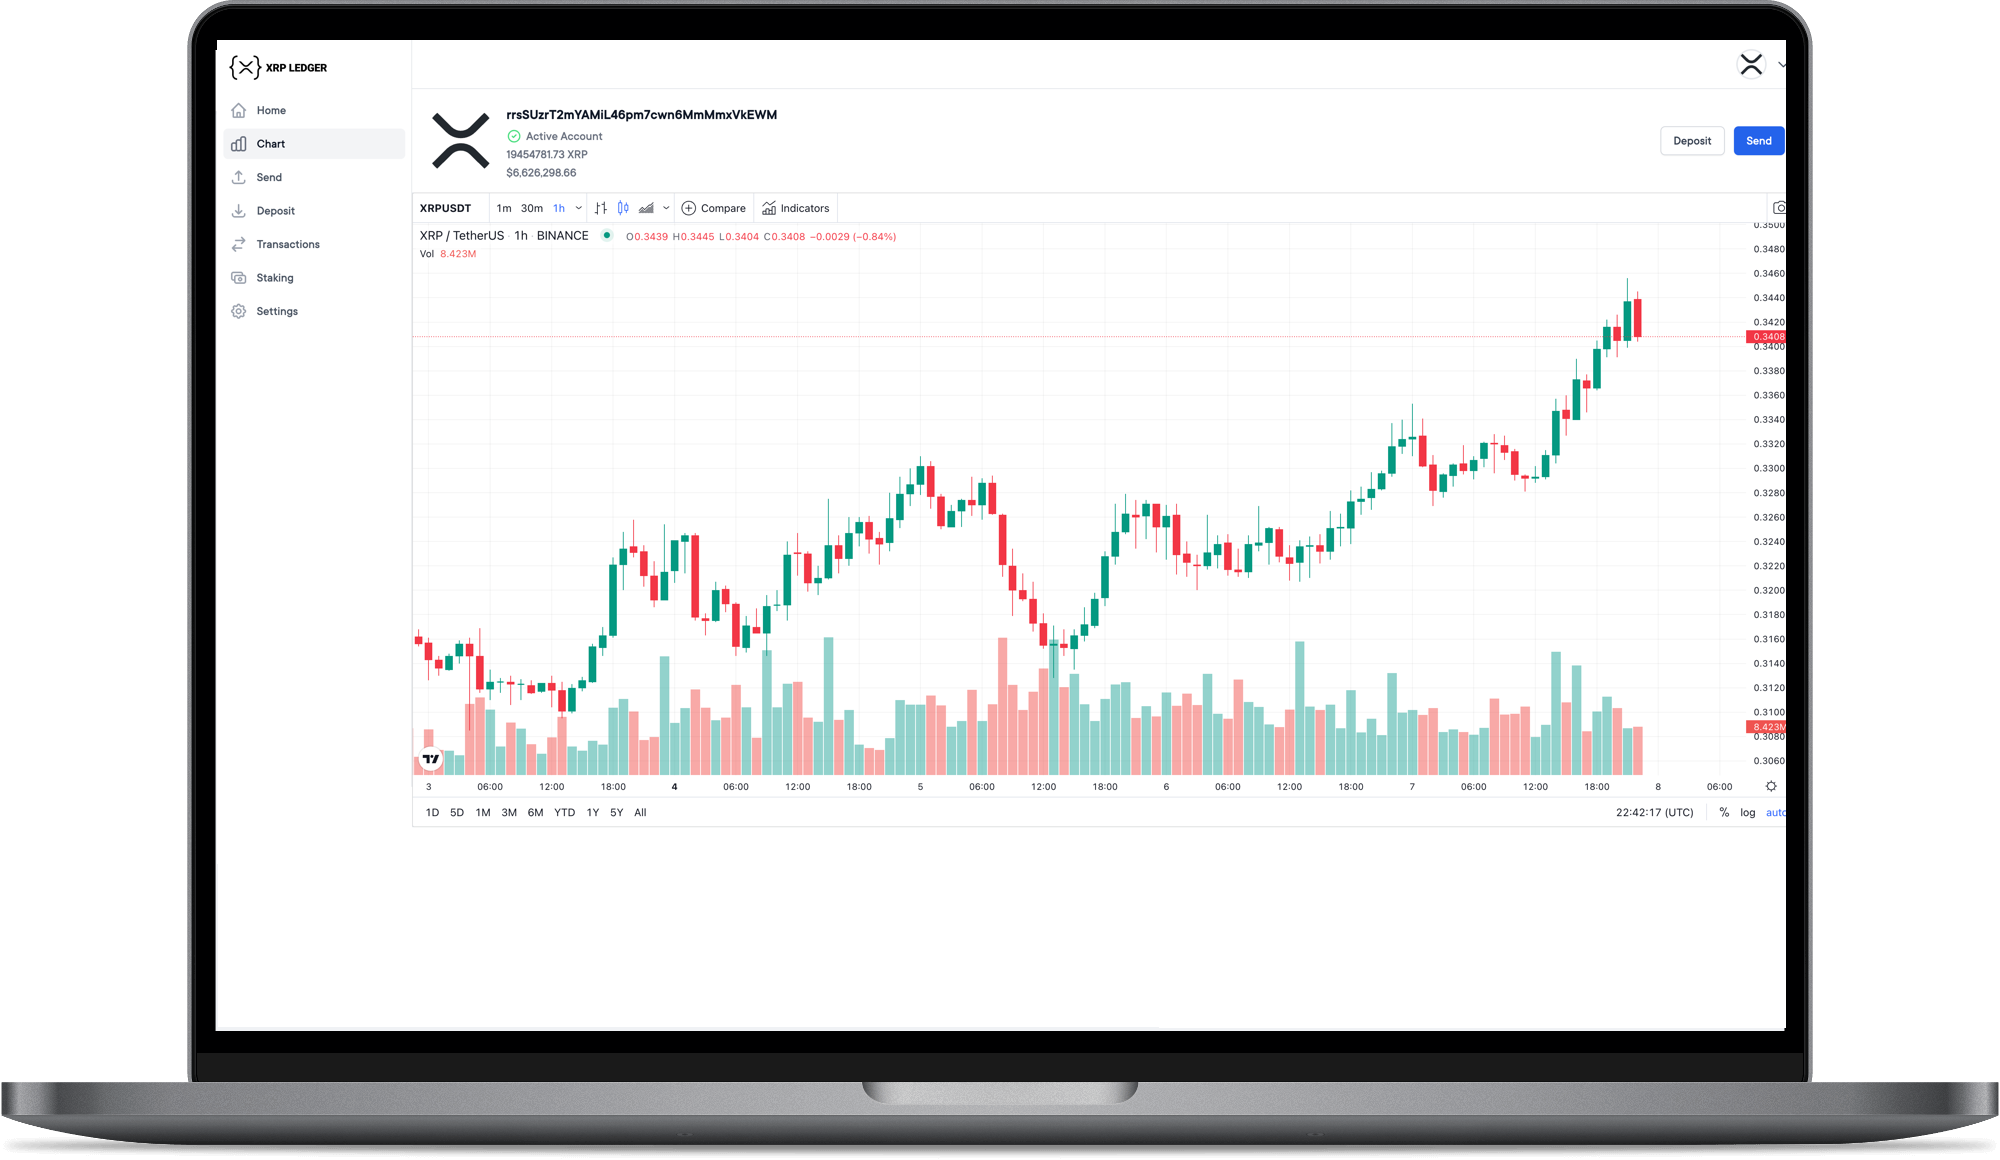 XRP LEDGER
Home
Chart
Send
Deposit
Transactions
Staking
Settings
rrsSUzrT2mYAMiL46pm7cwn6MmMmxVkEWM
Active Account
19454781.73 XRP
$6,626,298.66
Deposit
Send
XRPUSDT 1m 30m 1h Compare Indicators
XRP / TetherUS · 1h · BINANCE O0.3439 H0.3445 L0.3404 C0.3408 −0.0029 (−0.84%)
Vol 8.423M
0.3500
0.3480
0.3460
0.3440
0.3420
0.3408
0.3400
0.3380
0.3360
0.3340
0.3320
0.3300
0.3280
0.3260
0.3240
0.3220
0.3200
0.3180
0.3160
0.3140
0.3120
0.3100
8.423M
0.3080
0.3060
3 06:00 12:00 18:00 4 06:00 12:00 18:00 5 06:00 12:00 18:00 6 06:00 12:00 18:00 7 06:00 12:00 18:00 8 06:00
1D 5D 1M 3M 6M YTD 1Y 5Y All 22:42:17 (UTC) % log auto